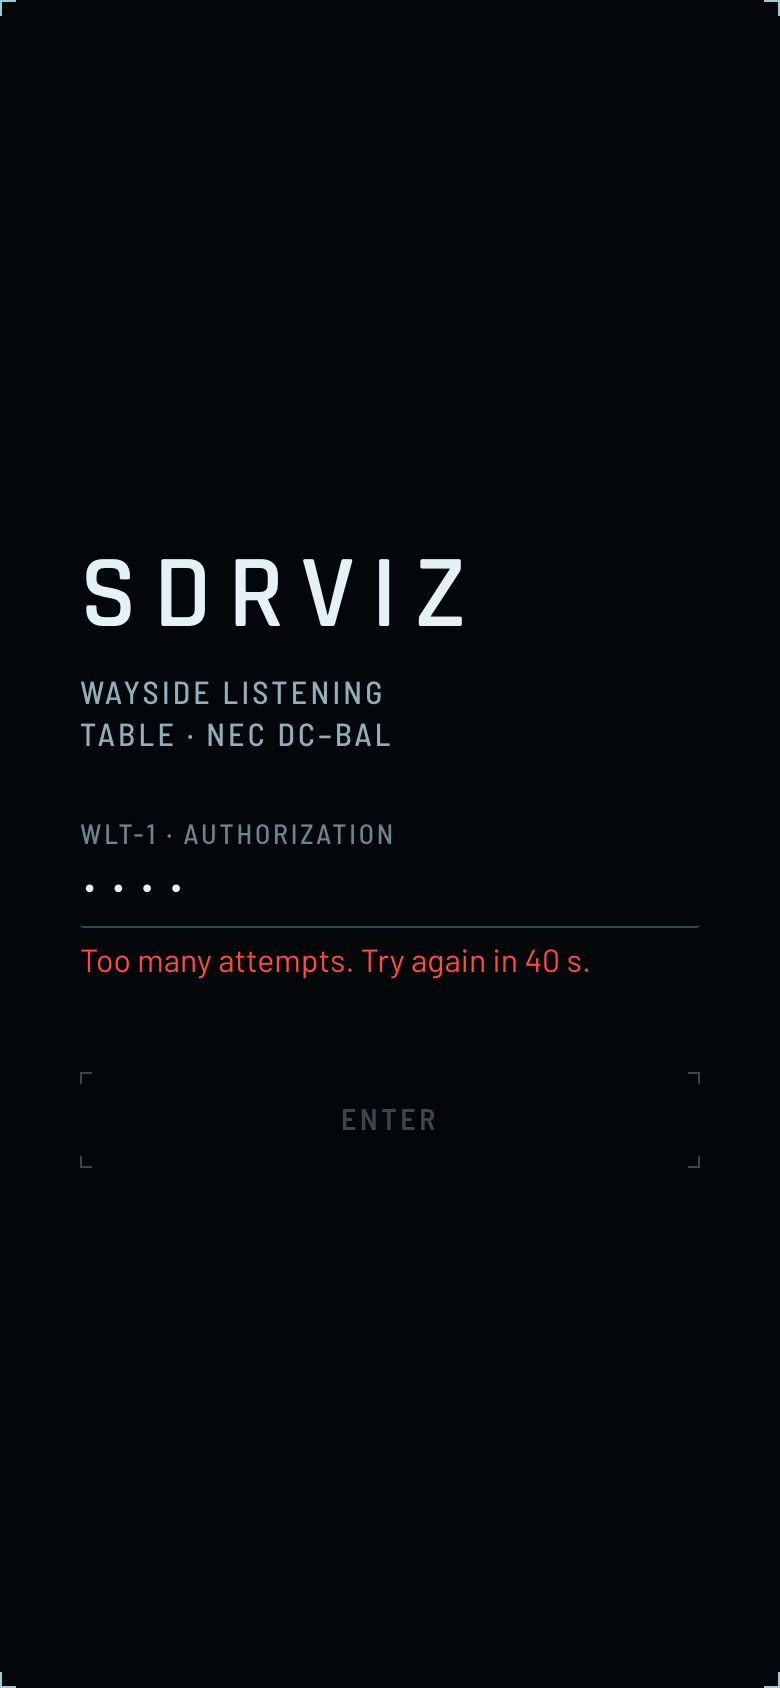 SDRVIZ
WAYSIDE LISTENING
TABLE · NEC DC–BAL
WLT-1 · AUTHORIZATION
••••
Too many attempts. Try again in 40 s.
ENTER